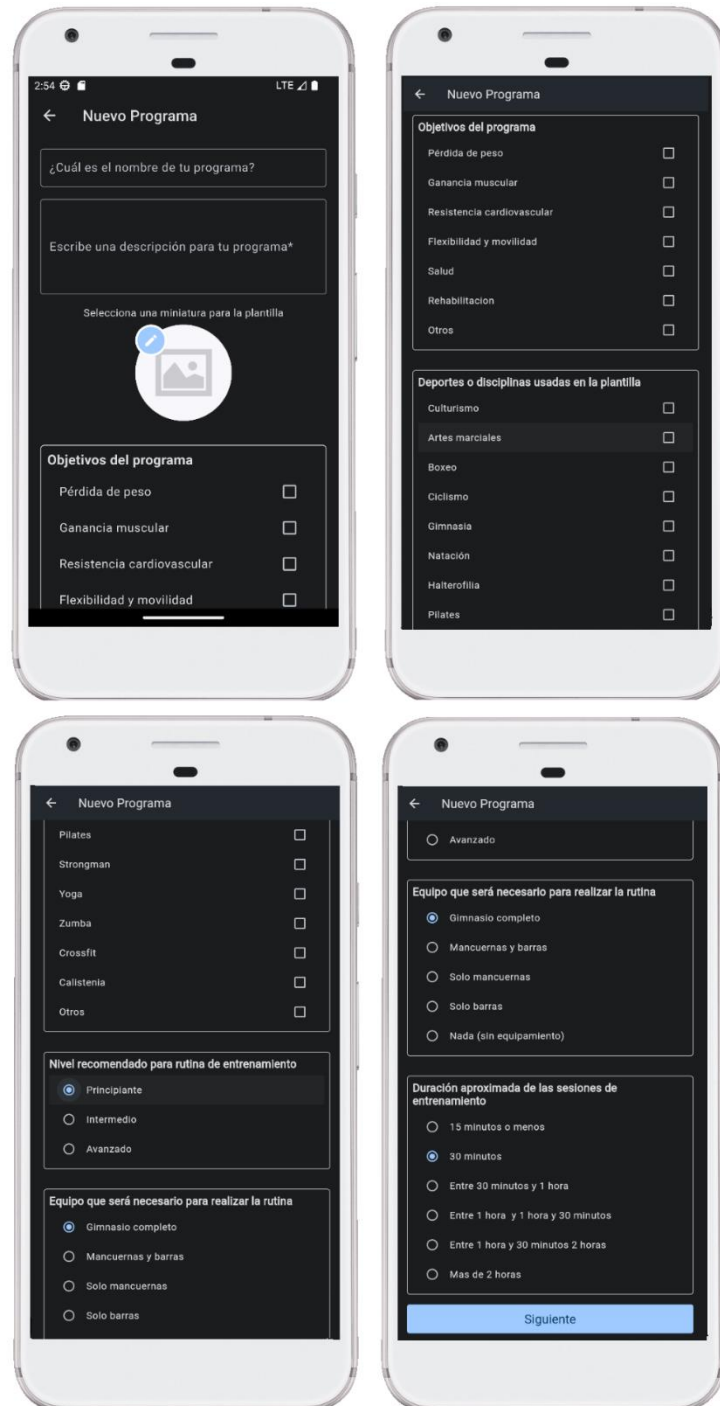 2:54 LTE
Nuevo Programa
¿Cuál es el nombre de tu programa?
Escribe una descripción para tu programa*
Selecciona una miniatura para la plantilla
Objetivos del programa
Pérdida de peso
Ganancia muscular
Resistencia cardiovascular
Flexibilidad y movilidad
Nuevo Programa
Objetivos del programa
Pérdida de peso
Ganancia muscular
Resistencia cardiovascular
Flexibilidad y movilidad
Salud
Rehabilitacion
Otros
Deportes o disciplinas usadas en la plantilla
Culturismo
Artes marciales
Boxeo
Ciclismo
Gimnasia
Natación
Halterofilia
Pilates
Nuevo Programa
Pilates
Strongman
Yoga
Zumba
Crossfit
Calistenia
Otros
Nivel recomendado para rutina de entrenamiento
Principiante
Intermedio
Avanzado
Equipo que será necesario para realizar la rutina
Gimnasio completo
Mancuernas y barras
Solo mancuernas
Solo barras
Nuevo Programa
Avanzado
Equipo que será necesario para realizar la rutina
Gimnasio completo
Mancuernas y barras
Solo mancuernas
Solo barras
Nada (sin equipamiento)
Duración aproximada de las sesiones de
entrenamiento
15 minutos o menos
30 minutos
Entre 30 minutos y 1 hora
Entre 1 hora y 1 hora y 30 minutos
Entre 1 hora y 30 minutos 2 horas
Mas de 2 horas
Siguiente